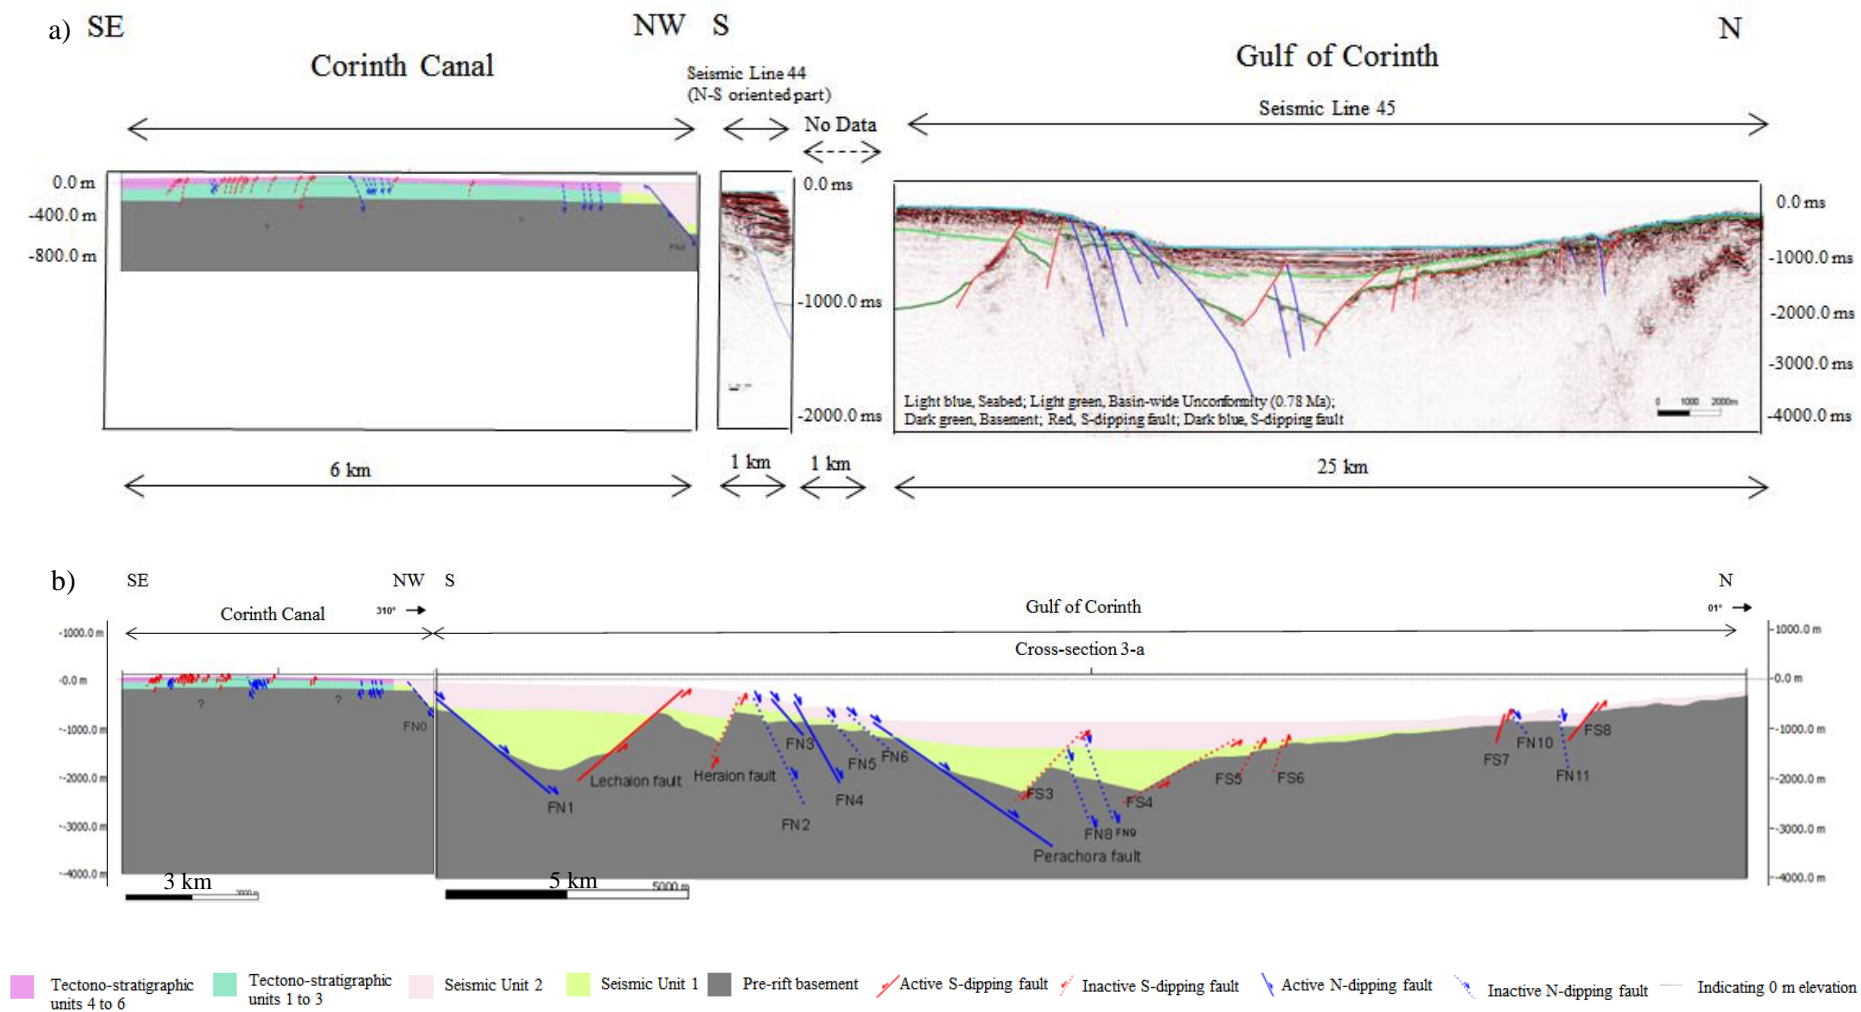 a) SE
NW S
N
Corinth Canal
Gulf of Corinth
Seismic Line 44
(N-S oriented part)
No Data
Seismic Line 45
0.0 m
-400.0 m
-800.0 m
0.0 ms
-1000.0 ms
-2000.0 ms
0.0 ms
-1000.0 ms
-2000.0 ms
-3000.0 ms
-4000.0 ms
Light blue, Seabed; Light green, Basin-wide Unconformity (0.78 Ma);
Dark green, Basement; Red, S-dipping fault; Dark blue, S-dipping fault
0 1000 2000m
6 km
1 km
1 km
25 km
b)
SE
NW S
N
Corinth Canal
310°
Gulf of Corinth
01°
Cross-section 3-a
-1000.0 m
-0.0 m
-1000.0 m
-2000.0 m
-3000.0 m
-4000.0 m
-1000.0 m
-0.0 m
-1000.0 m
-2000.0 m
-3000.0 m
-4000.0 m
? ?
FN0
FN1
Lechaion fault
Heraion fault
FN2
FN3
FN4
FN5
FN6
Perachora fault
FS3
FN8 FN9
FS4
FS5
FS6
FS7
FN10
FN11
FS8
3 km
5 km
5000 m
Tectono-stratigraphic
units 4 to 6
Tectono-stratigraphic
units 1 to 3
Seismic Unit 2
Seismic Unit 1
Pre-rift basement
Active S-dipping fault
Inactive S-dipping fault
Active N-dipping fault
Inactive N-dipping fault
Indicating 0 m elevation